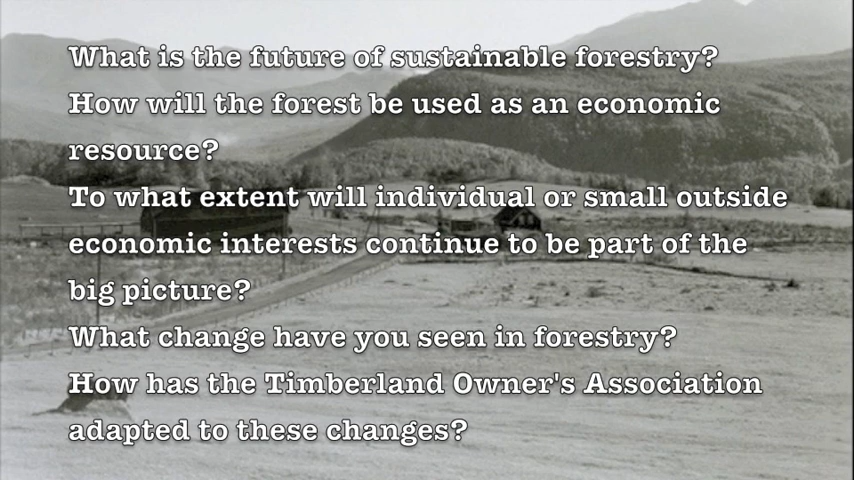 What is the future of sustainable forestry?
How will the forest be used as an economic
resource?
To what extent will individual or small outside
economic interests continue to be part of the
big picture?
What change have you seen in forestry?
How has the Timberland Owner's Association
adapted to these changes?